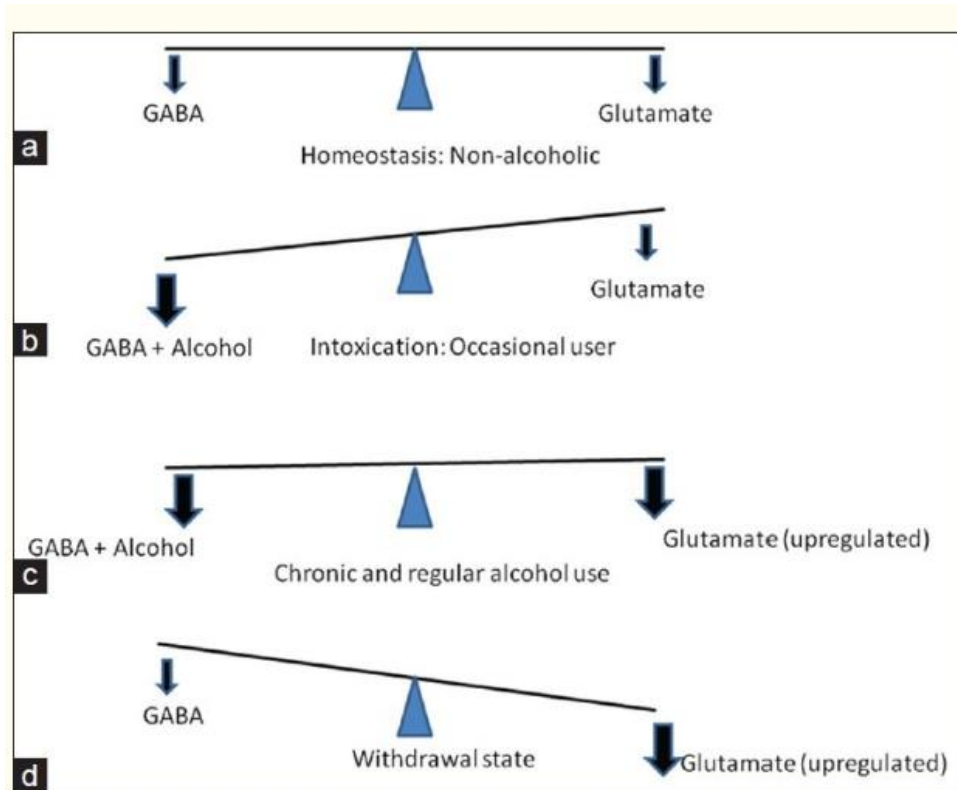 GABA
Glutamate
a
Homeostasis: Non-alcoholic
Glutamate
b
GABA + Alcohol
Intoxication: Occasional user
GABA + Alcohol
Glutamate (upregulated)
c
Chronic and regular alcohol use
GABA
Withdrawal state
d
Glutamate (upregulated)